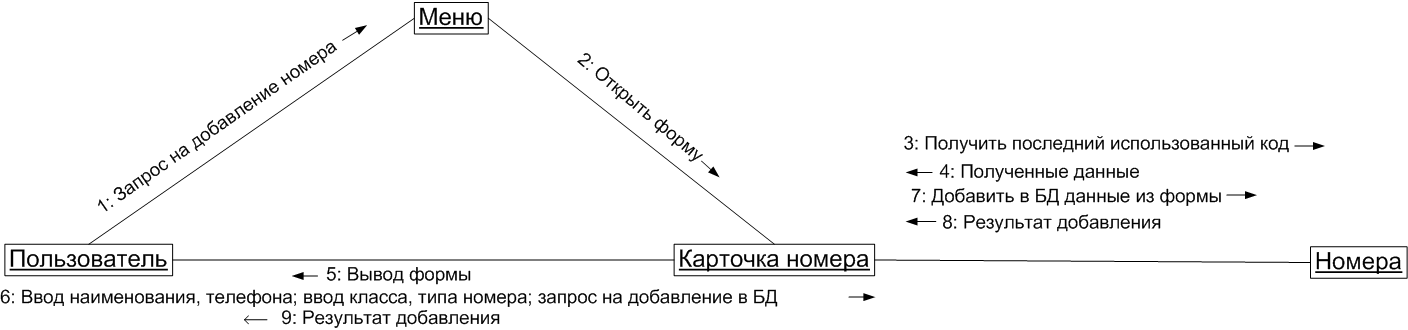 Меню
1: Запрос на добавление номера
2: Открыть форму
3: Получить последний использованный код
4: Полученные данные
7: Добавить в БД данные из формы
8: Результат добавления
Пользователь
Карточка номера
Номера
5: Вывод формы
6: Ввод наименования, телефона; ввод класса, типа номера; запрос на добавление в БД
9: Результат добавления